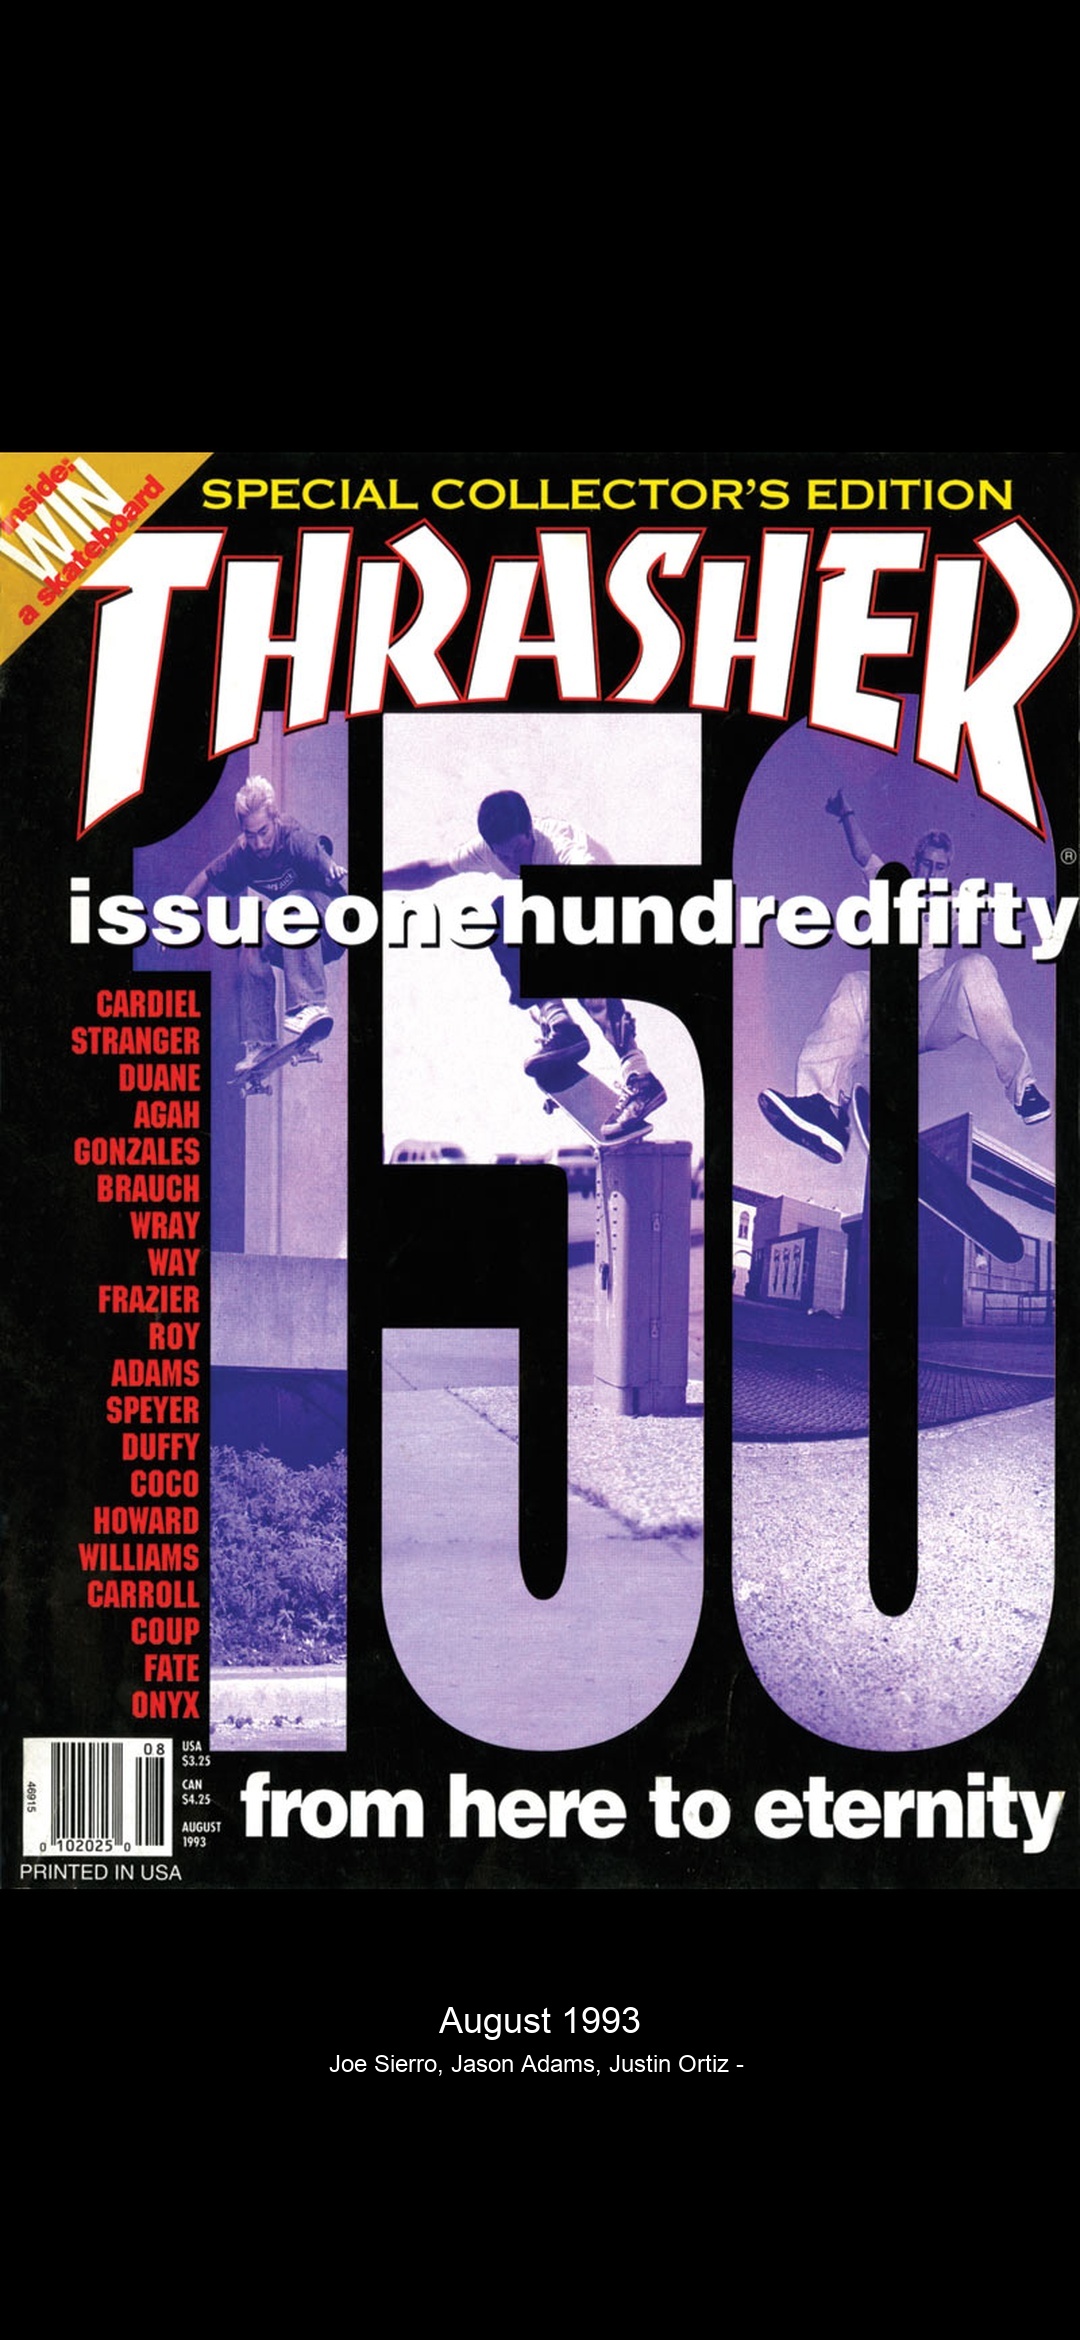 inside:
WIN
a skateboard
SPECIAL COLLECTOR'S EDITION
THRASHER
®
issueonehundredfifty
150
CARDIEL
STRANGER
DUANE
AGAH
GONZALES
BRAUCH
WRAY
WAY
FRAZIER
ROY
ADAMS
SPEYER
DUFFY
COCO
HOWARD
WILLIAMS
CARROLL
COUP
FATE
ONYX
08
46915
0 102025 0
USA
$3.25
CAN
$4.25
AUGUST
1993
PRINTED IN USA
from here to eternity
August 1993
Joe Sierro, Jason Adams, Justin Ortiz -